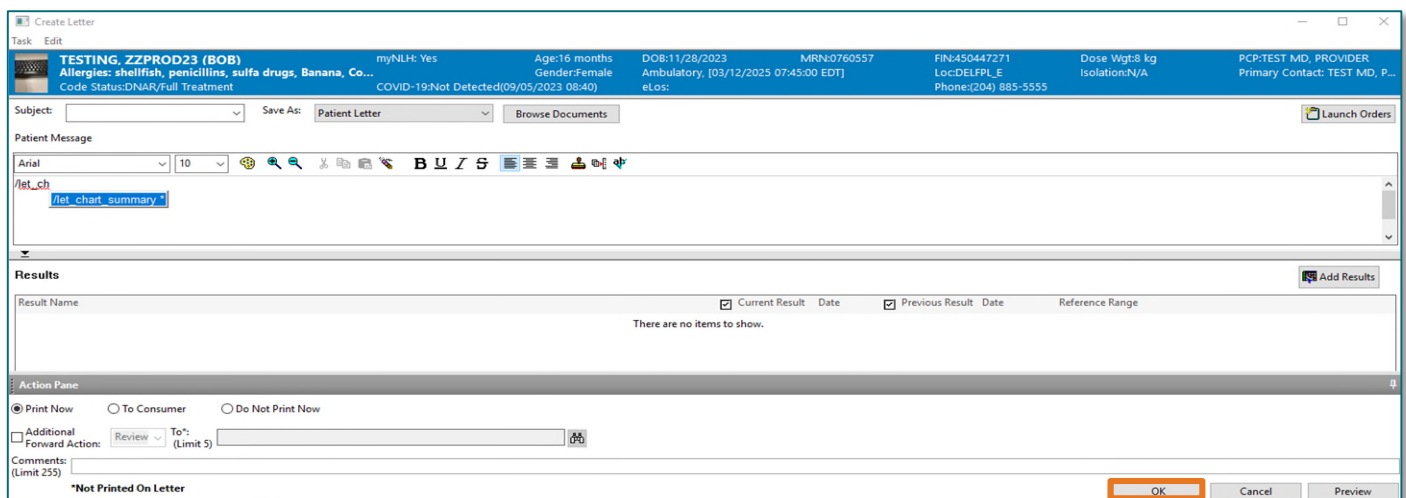 Create Letter
Task Edit
TESTING, ZZPROD23 (BOB) myNLH: Yes Age:16 months DOB:11/28/2023 MRN:0760557 FIN:450447271 Dose Wgt:8 kg PCP:TEST MD, PROVIDER
Allergies: shellfish, penicillins, sulfa drugs, Banana, Co... Gender:Female Ambulatory, [03/12/2025 07:45:00 EDT] Loc:DELFPL_E Isolation:N/A Primary Contact: TEST MD, P...
Code Status:DNAR/Full Treatment COVID-19:Not Detected(09/05/2023 08:40) eLos: Phone:(204) 885-5555
Subject: Save As: Patient Letter Browse Documents Launch Orders
Patient Message
Arial 10 B U I S
/let_ch
/let_chart_summary *
Results Add Results
Result Name Current Result Date Previous Result Date Reference Range
There are no items to show.
Action Pane
Print Now To Consumer Do Not Print Now
Additional Forward Action: Review To*: (Limit 5)
Comments: (Limit 255)
*Not Printed On Letter OK Cancel Preview